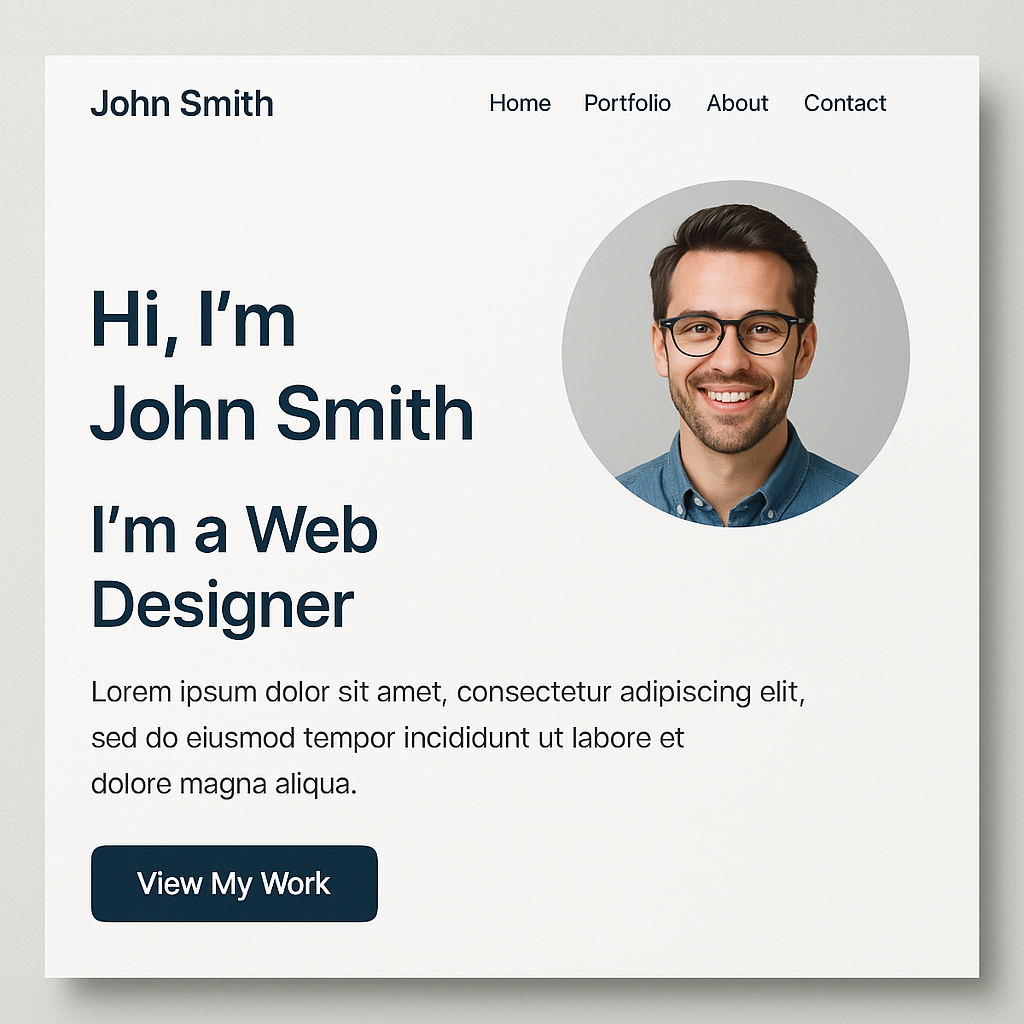 John Smith
Home Portfolio About Contact
Hi, I’m
John Smith
I’m a Web
Designer
Lorem ipsum dolor sit amet, consectetur adipiscing elit,
sed do eiusmod tempor incididunt ut labore et
dolore magna aliqua.
View My Work